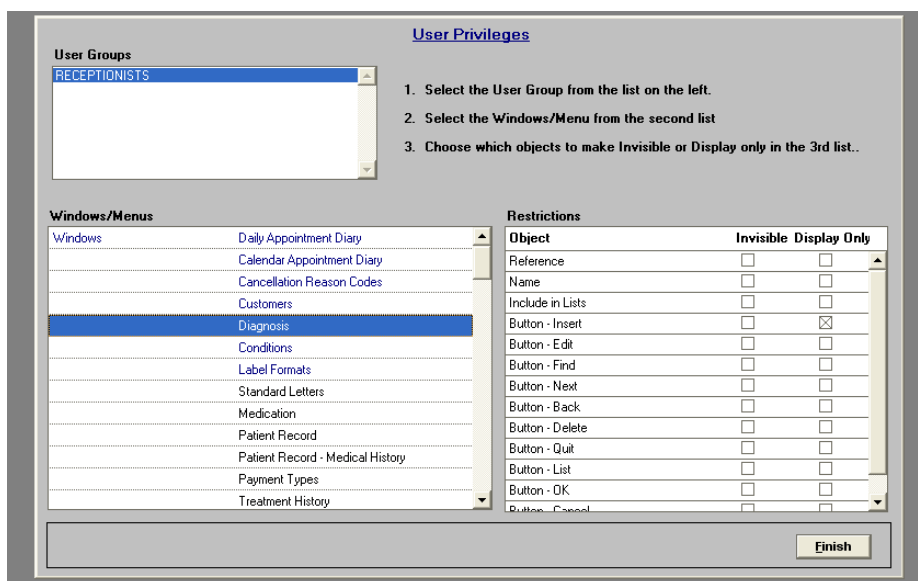 User Privileges
User Groups
RECEPTIONISTS
1. Select the User Group from the list on the left.
2. Select the Windows/Menu from the second list
3. Choose which objects to make Invisible or Display only in the 3rd list..
Windows/Menus
Windows Daily Appointment Diary
Calendar Appointment Diary
Cancellation Reason Codes
Customers
Diagnosis
Conditions
Label Formats
Standard Letters
Medication
Patient Record
Patient Record - Medical History
Payment Types
Treatment History
Restrictions
Object Invisible Display Only
Reference
Name
Include in Lists
Button - Insert
Button - Edit
Button - Find
Button - Next
Button - Back
Button - Delete
Button - Quit
Button - List
Button - OK
Button - Cancel
Finish